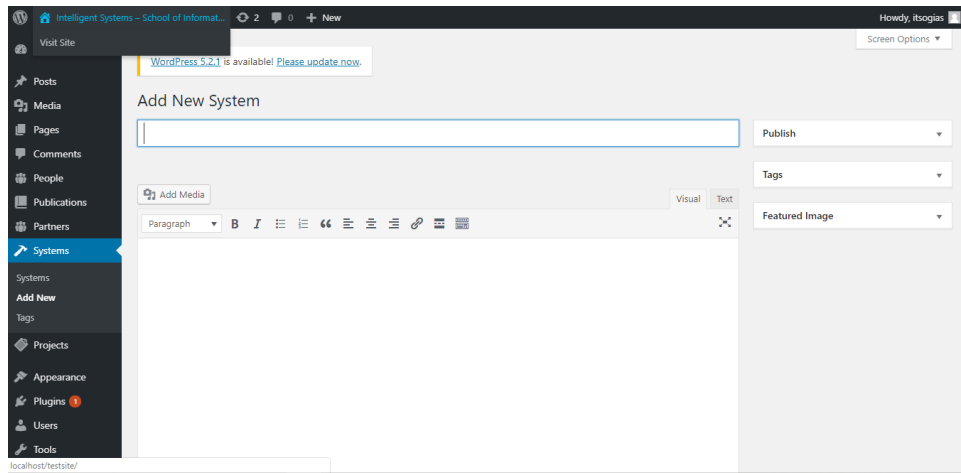 Intelligent Systems – School of Informat... 2 0 + New Howdy, itsogias
Visit Site
Screen Options ▼
WordPress 5.2.1 is available! Please update now.
Posts
Media
Pages
Comments
People
Publications
Partners
Systems
Systems
Add New
Tags
Projects
Appearance
Plugins 1
Users
Tools
localhost/testsite/
Add New System
Add Media
Visual Text
Paragraph B I
Publish
Tags
Featured Image